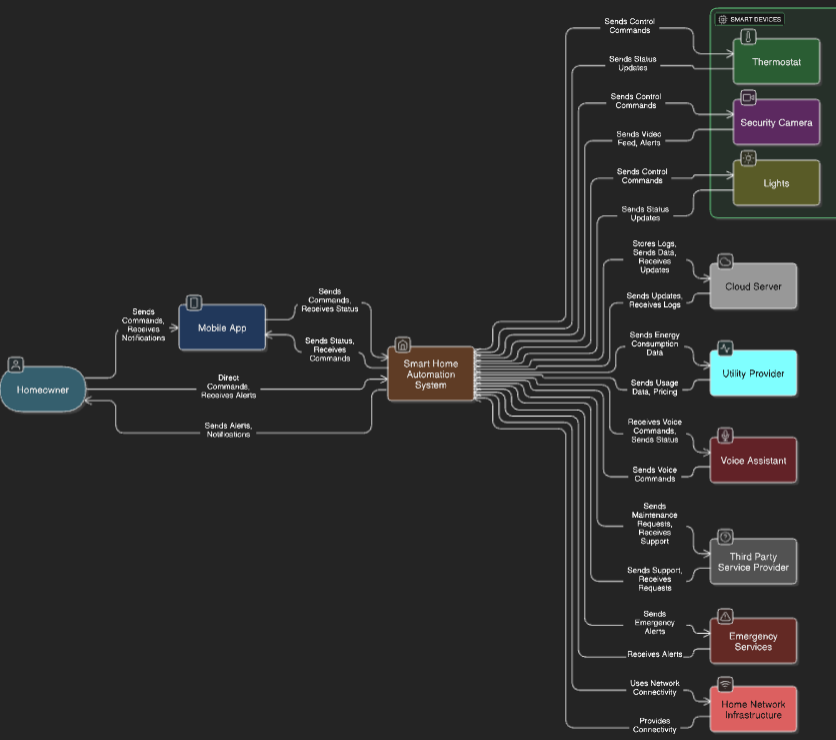 SMART DEVICES
Sends Control
Commands
Thermostat
Sends Status
Updates
Sends Control
Commands
Security Camera
Sends Video
Feed, Alerts
Sends Control
Commands
Lights
Sends Status
Updates
Stores Logs,
Sends Data,
Receives
Updates
Cloud Server
Sends Updates,
Receives Logs
Sends
Commands,
Receives Status
Sends
Commands,
Receives
Notifications
Mobile App
Sends Status,
Receives
Commands
Sends Energy
Consumption
Data
Utility Provider
Sends Usage
Data, Pricing
Homeowner
Direct
Commands,
Receives Alerts
Smart Home
Automation
System
Sends Alerts,
Notifications
Receives Voice
Commands,
Sends Status
Voice Assistant
Sends Voice
Commands
Sends
Maintenance
Requests,
Receives
Support
Third Party
Service Provider
Sends Support,
Receives
Requests
Sends
Emergency
Alerts
Emergency
Services
Receives Alerts
Uses Network
Connectivity
Home Network
Infrastructure
Provides
Connectivity